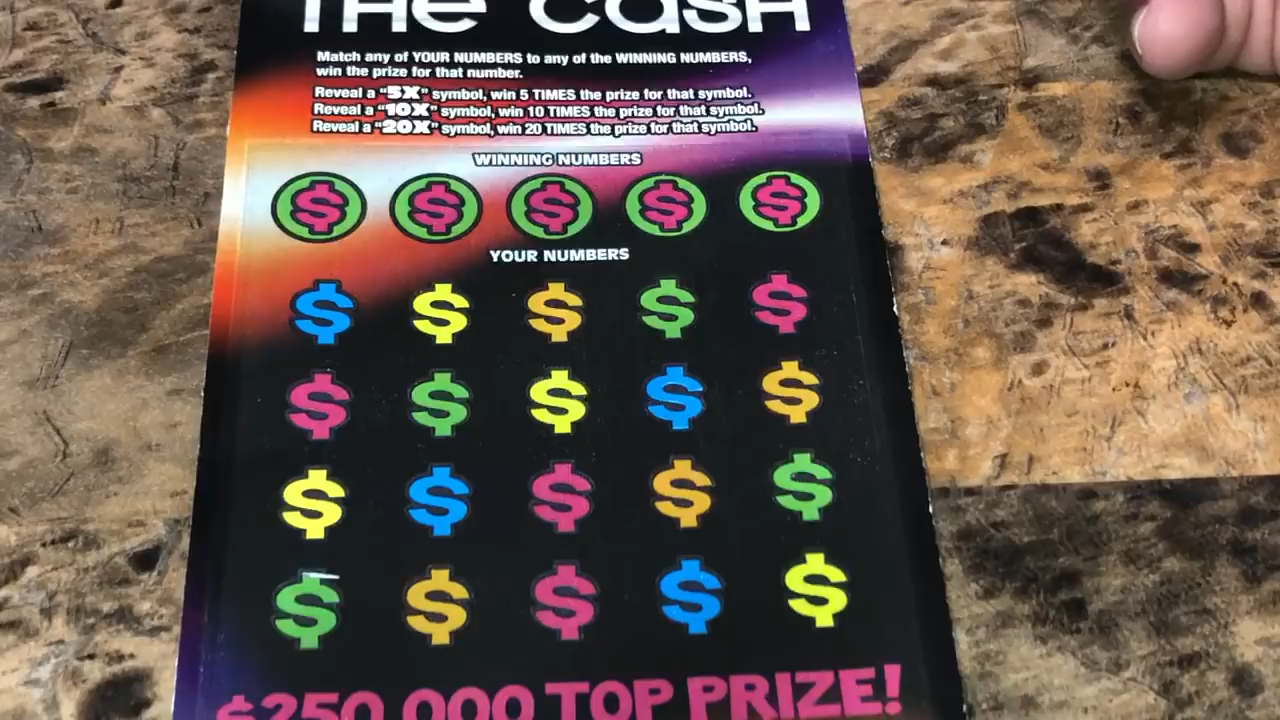 THE CASH
Match any of YOUR NUMBERS to any of the WINNING NUMBERS,
win the prize for that number.
Reveal a "5X" symbol, win 5 TIMES the prize for that symbol.
Reveal a "10X" symbol, win 10 TIMES the prize for that symbol.
Reveal a "20X" symbol, win 20 TIMES the prize for that symbol.
WINNING NUMBERS
$ $ $ $ $
YOUR NUMBERS
$ $ $ $ $
$ $ $ $ $
$ $ $ $ $
$ $ $ $ $
$250,000 TOP PRIZE!